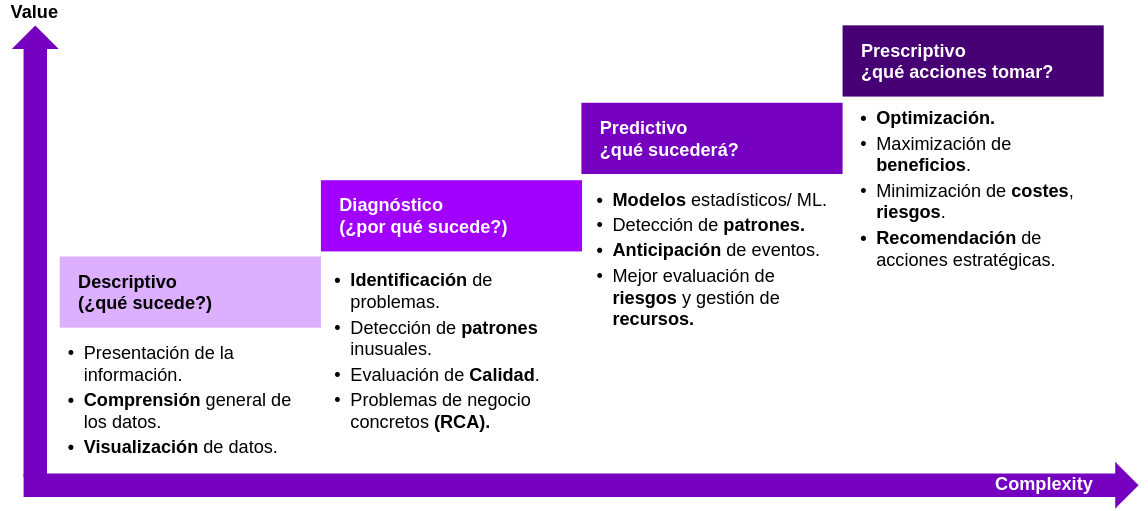 Value
Prescriptivo
¿qué acciones tomar?
• Optimización.
• Maximización de
beneficios.
• Minimización de costes,
riesgos.
• Recomendación de
acciones estratégicas.
Predictivo
¿qué sucederá?
• Modelos estadísticos/ ML.
• Detección de patrones.
• Anticipación de eventos.
• Mejor evaluación de
riesgos y gestión de
recursos.
Diagnóstico
(¿por qué sucede?)
• Identificación de
problemas.
• Detección de patrones
inusuales.
• Evaluación de Calidad.
• Problemas de negocio
concretos (RCA).
Descriptivo
(¿qué sucede?)
• Presentación de la
información.
• Comprensión general de
los datos.
• Visualización de datos.
Complexity